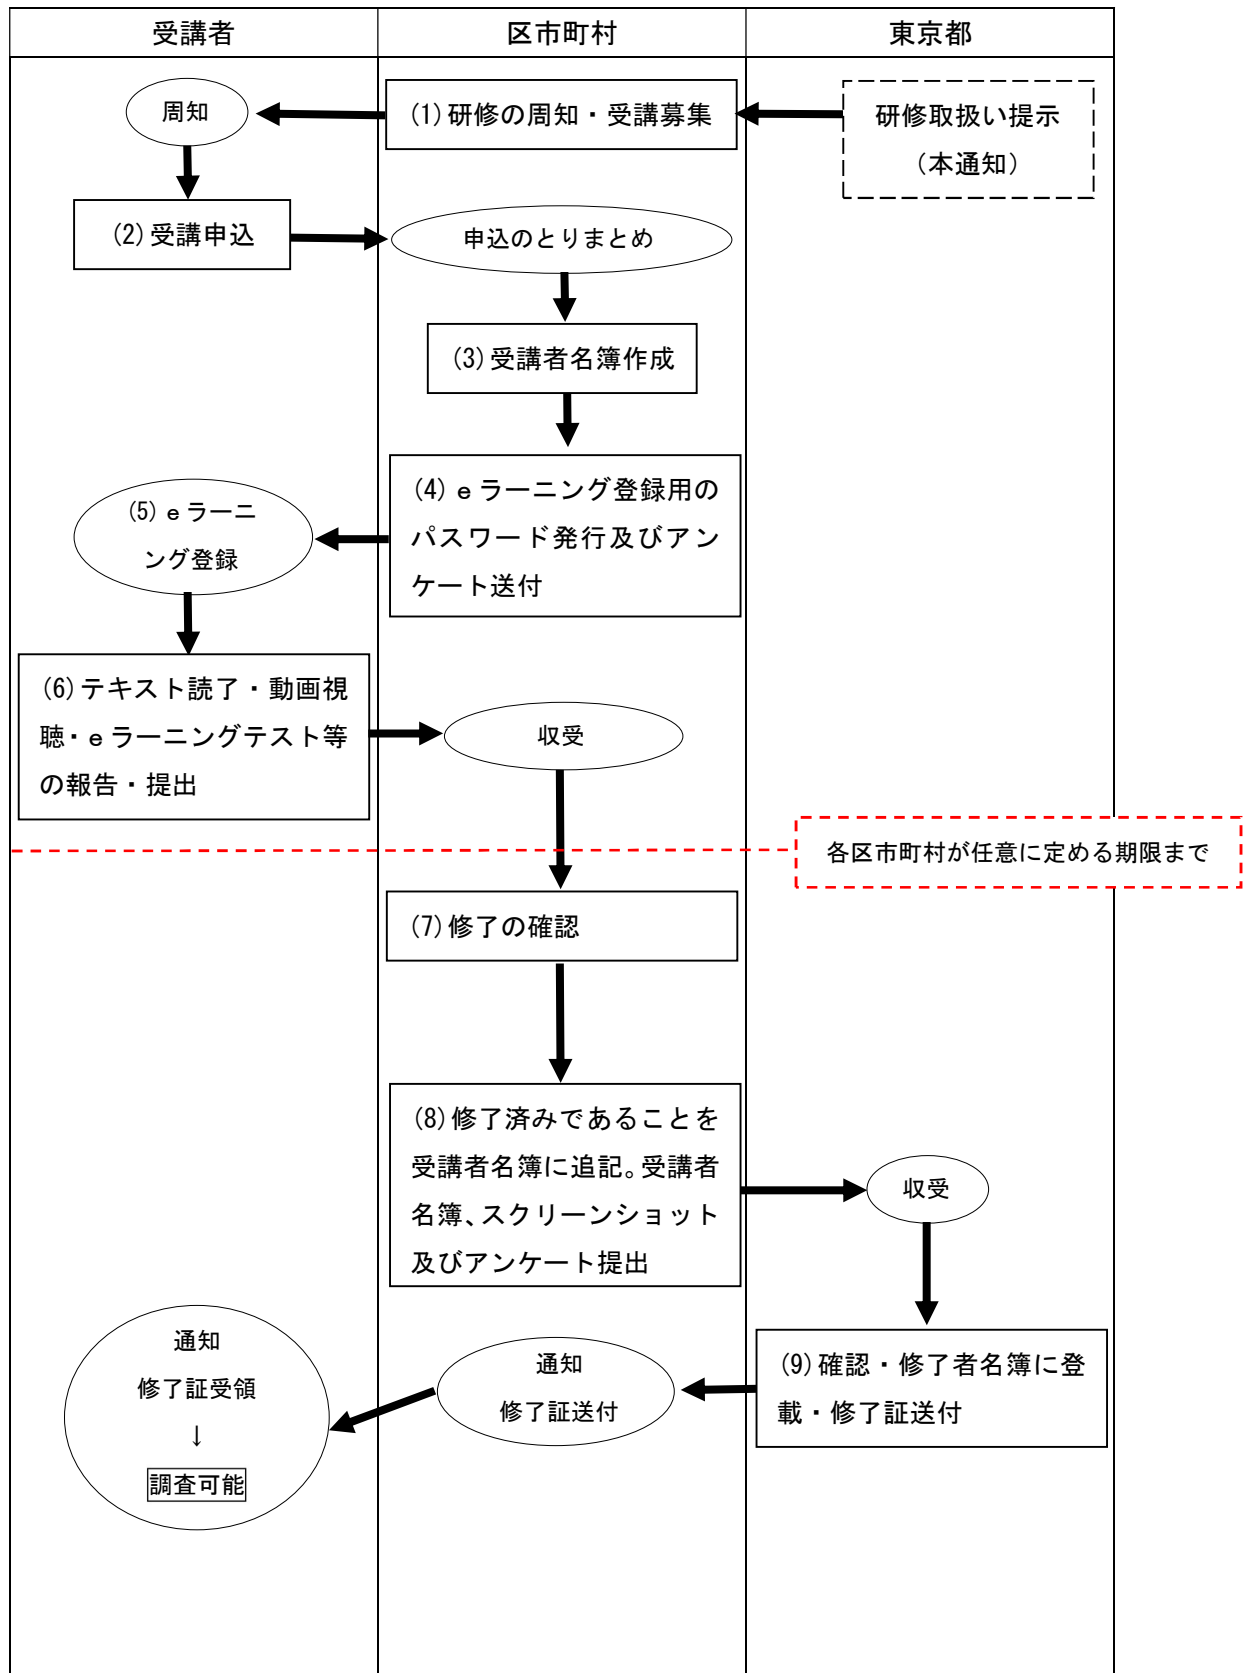 受講者
区市町村
東京都
周知
(1)研修の周知・受講募集
研修取扱い提示
（本通知）
(2)受講申込
申込のとりまとめ
(3)受講者名簿作成
(4)ｅラーニング登録用の
パスワード発行及びアン
ケート送付
(5)ｅラーニ
ング登録
(6)テキスト読了・動画視
聴・ｅラーニングテスト等
の報告・提出
収受
各区市町村が任意に定める期限まで
(7)修了の確認
(8)修了済みであることを
受講者名簿に追記。受講者
名簿、スクリーンショット
及びアンケート提出
収受
(9)確認・修了者名簿に登
載・修了証送付
通知
修了証送付
通知
修了証受領
↓
調査可能